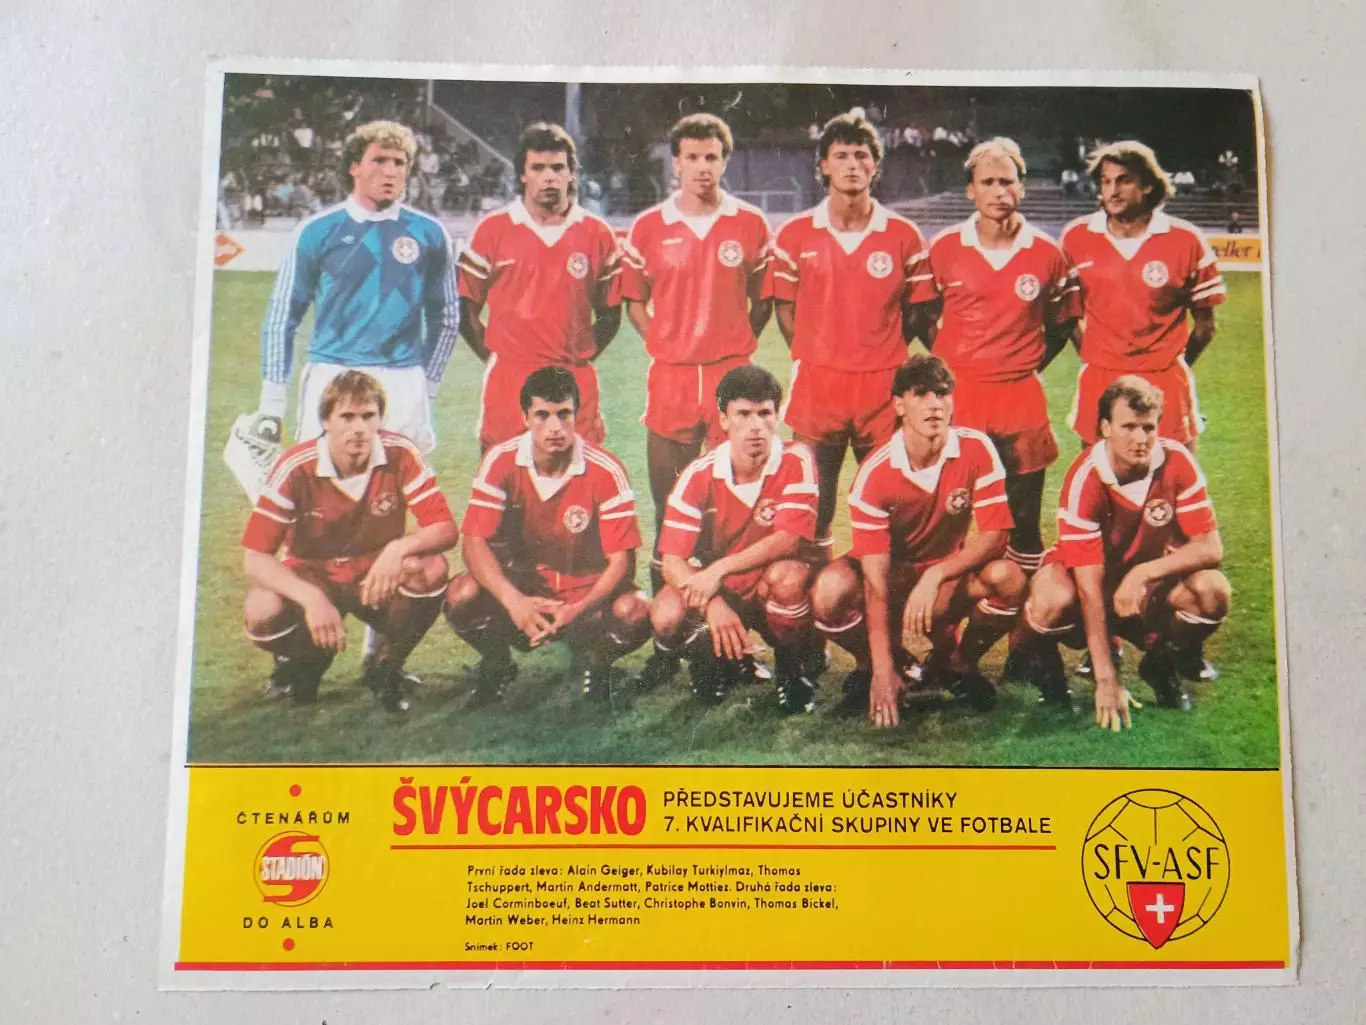 eller
ČTENÁŘŮM
STADIÓN
DO ALBA
ŠVÝCARSKO
PŘEDSTAVUJEME ÚČASTNÍKY
7. KVALIFIKAČNÍ SKUPINY VE FOTBALE
První řada zleva: Alain Geiger, Kubilay Turkiylmaz, Thomas
Tschuppert, Martin Andermatt, Patrice Mottiez. Druhá řada zleva:
Joel Corminboeuf, Beat Sutter, Christophe Bonvin, Thomas Bickel,
Martin Weber, Heinz Hermann
Snímek: FOOT
SFV-ASF